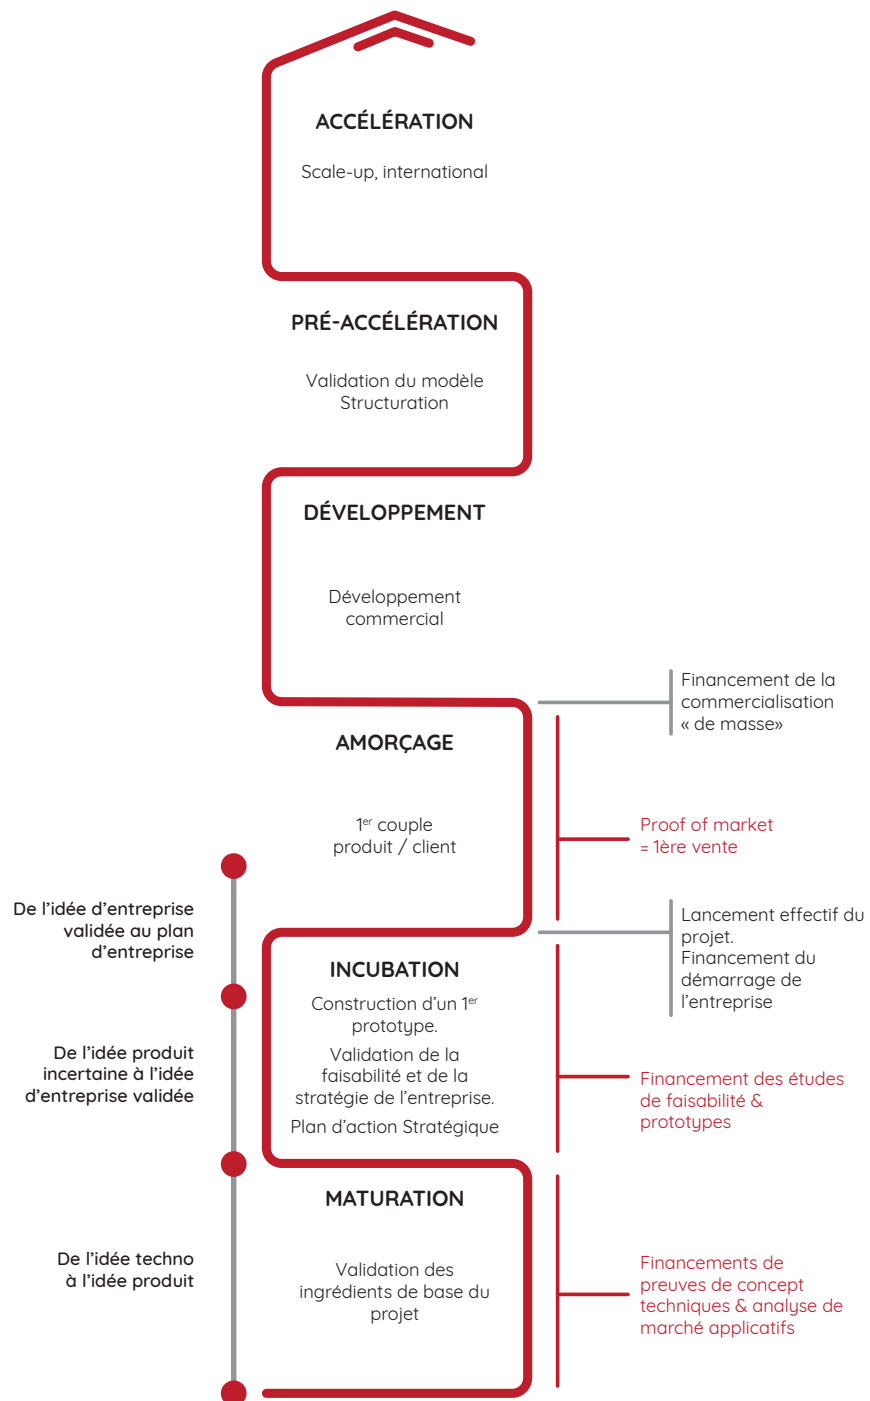 ACCÉLÉRATION
Scale-up, international
PRÉ-ACCÉLÉRATION
Validation du modèle
Structuration
DÉVELOPPEMENT
Développement
commercial
Financement de la
commercialisation
« de masse»
AMORÇAGE
1er couple
produit / client
Proof of market
= 1ère vente
De l’idée d’entreprise
validée au plan
d’entreprise
Lancement effectif du
projet.
Financement du
démarrage de
l’entreprise
INCUBATION
Construction d’un 1er
prototype.
Validation de la
faisabilité et de la
stratégie de l’entreprise.
Plan d’action Stratégique
De l’idée produit
incertaine à l’idée
d’entreprise validée
Financement des études
de faisabilité &
prototypes
MATURATION
Validation des
ingrédients de base du
projet
De l’idée techno
à l’idée produit
Financements de
preuves de concept
techniques & analyse de
marché applicatifs